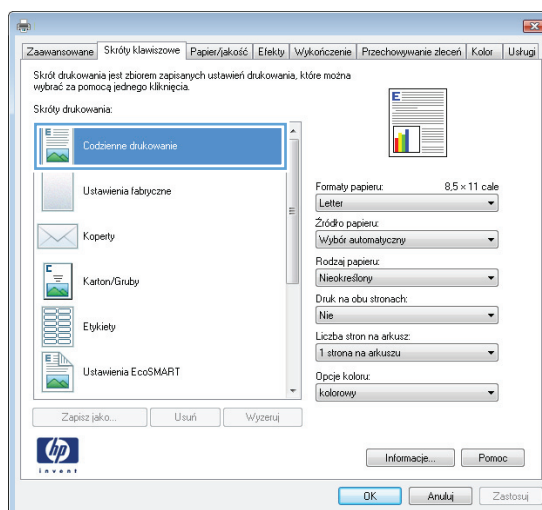 Zaawansowane Skróty klawiszowe Papier/jakość Efekty Wykończenie Przechowywanie zleceń Kolor Usługi
Skrót drukowania jest zbiorem zapisanych ustawień drukowania, które można
wybrać za pomocą jednego kliknięcia.
Skróty drukowania:
Codzienne drukowanie
Ustawienia fabryczne
Koperty
Karton/Gruby
Etykiety
Ustawienia EcoSMART
E
Formaty papieru: 8,5 × 11 cale
Letter
Źródło papieru:
Wybór automatyczny
Rodzaj papieru:
Nieokreślony
Druk na obu stronach:
Nie
Liczba stron na arkusz:
1 strona na arkuszu
Opcje koloru:
kolorowy
Zapisz jako... Usuń Wyzeruj
hp
invent
Informacje... Pomoc
OK Anuluj Zastosuj